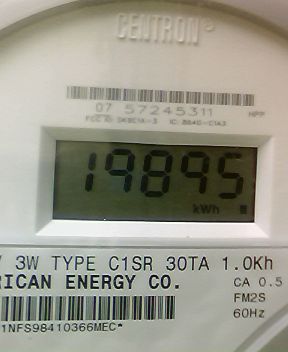 CENTRON®
07 57245311
HPP
19895
kWh
V 3W TYPE C1SR 30TA 1.0Kh
RICAN ENERGY CO.
CA 0.5
FM2S
60Hz
1NFS98410366MEC*